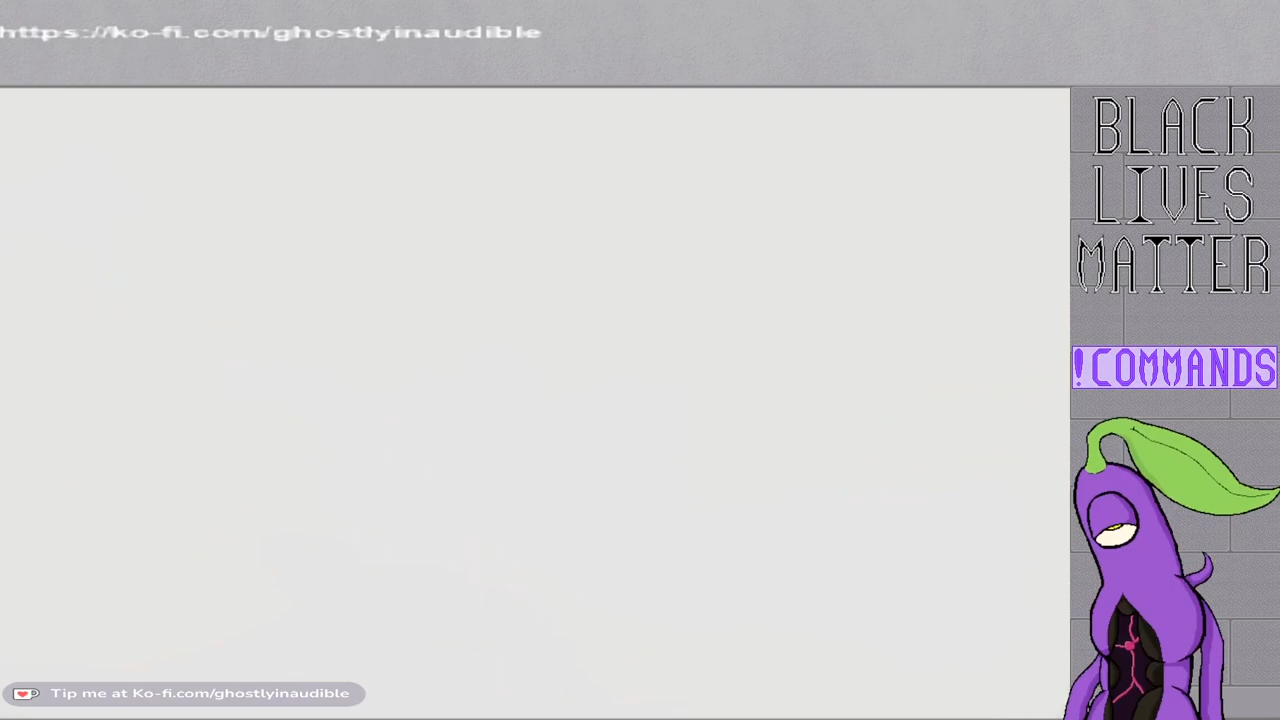 https://ko-fi.com/ghostlyinaudible
BLACK
LIVES
MATTER
!COMMANDS
Tip me at Ko-fi.com/ghostlyinaudible